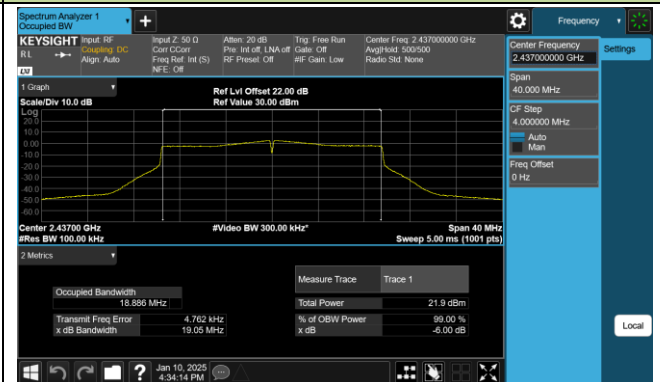 Spectrum Analyzer 1
Occupied BW
+
Frequency
KEYSIGHT
RL
Input: RF
Coupling: DC
Align: Auto
Input Z: 50 Ω
Corr CCorr
Freq Ref: Int (S)
NFE: Off
Atten: 20 dB
Pre: Int off, LNA off
RF Presel: Off
Trig: Free Run
Gate: Off
#IF Gain: Low
Center Freq: 2.437000000 GHz
Avg|Hold: 500/500
Radio Std: None
LXI
Center Frequency
2.437000000 GHz
Settings
Span
40.000 MHz
CF Step
4.000000 MHz
Auto
Man
Freq Offset
0 Hz
1 Graph
Scale/Div 10.0 dB
Ref Lvl Offset 22.00 dB
Ref Value 30.00 dBm
Log
20.0
10.0
0.00
-10.0
-20.0
-30.0
-40.0
-50.0
-60.0
Center 2.43700 GHz
#Res BW 100.00 kHz
#Video BW 300.00 kHz*
Span 40 MHz
Sweep 5.00 ms (1001 pts)
2 Metrics
Measure Trace Trace 1
Occupied Bandwidth
18.886 MHz
Total Power 21.9 dBm
Transmit Freq Error 4.762 kHz
% of OBW Power 99.00 %
x dB Bandwidth 19.05 MHz
x dB -6.00 dB
Local
?
Jan 10, 2025
4:34:14 PM